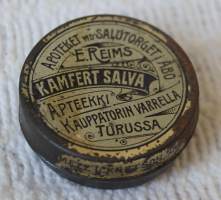 APOTEKET VID SALUTORGET ÅBO
E. REIMS
KAMFERT SALVA
APTEEKKI
KAUPPATORIN VARRELLA
TURUSSA